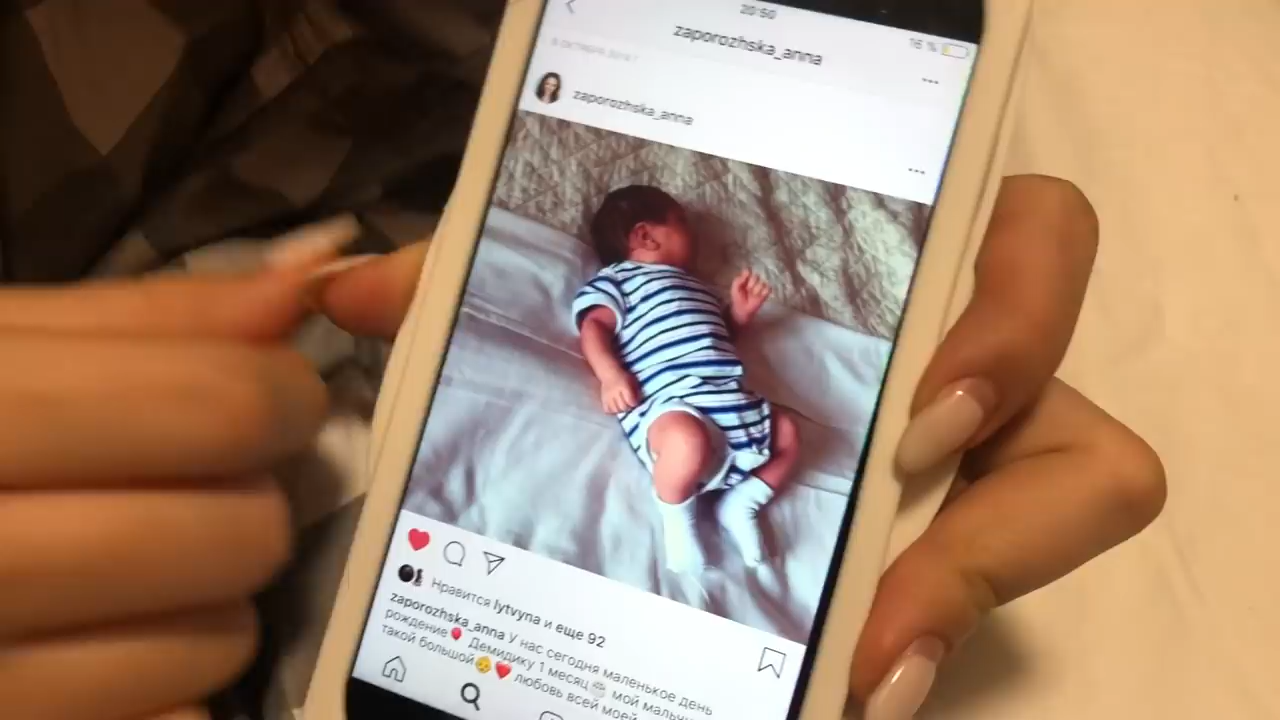 20:50
zaporozhska_anna
16 %
zaporozhska_anna
Нравится lytvyna и еще 92
zaporozhska_anna У нас сегодня маленькое день
рождение Демидику 1 месяц мой
такой большой любовь всей моей